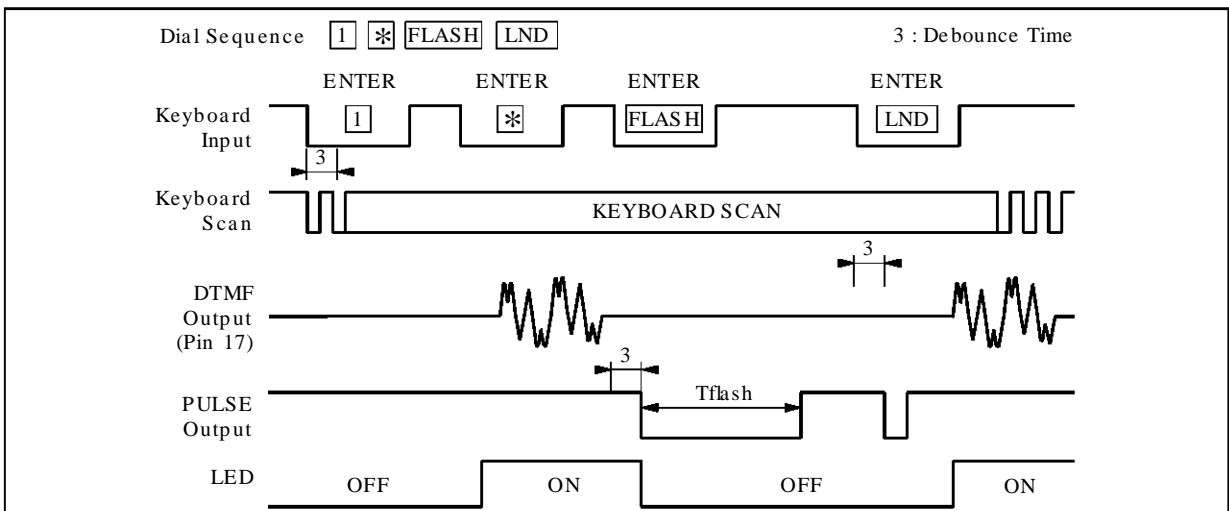 Dial Sequence 1 * FLASH LND 3 : Debounce Time
ENTER ENTER ENTER ENTER
Keyboard
Input
1 * FLASH LND
3
Keyboard
Scan
KEYBOARD SCAN
3
DTMF
Output
(Pin 17)
3
Tflash
PULSE
Output
LED
OFF ON OFF ON